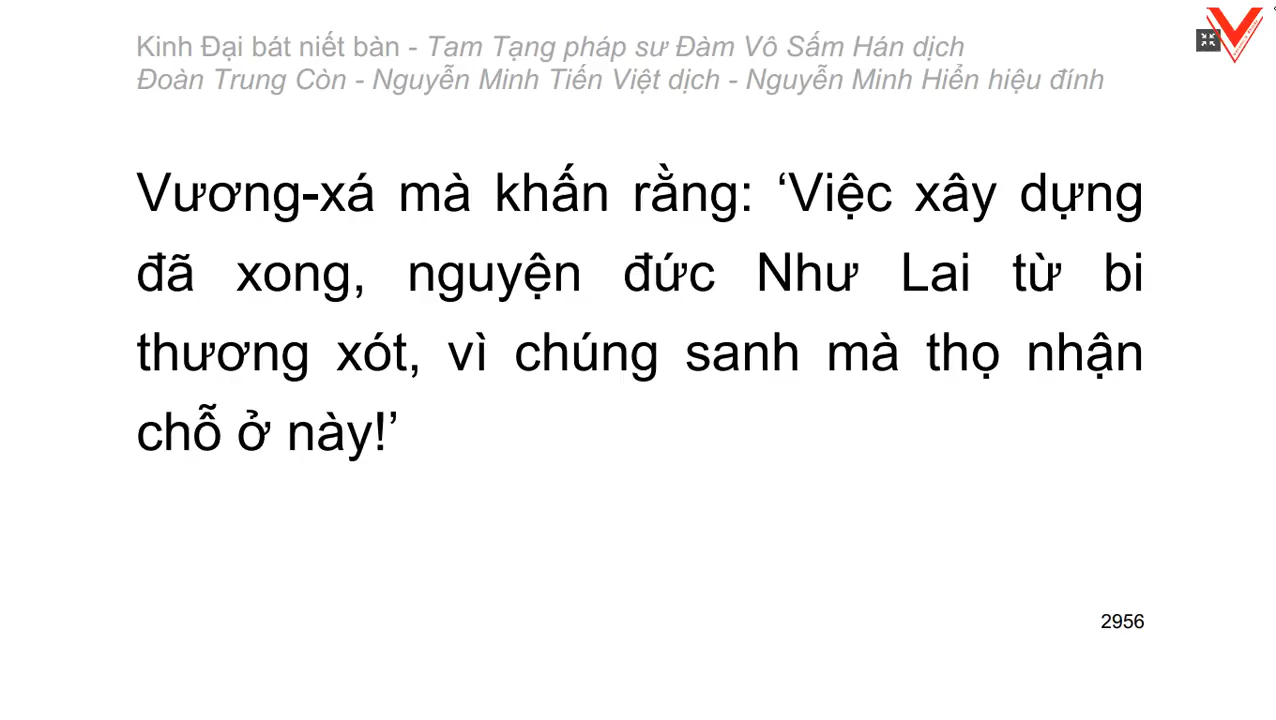 Kinh Đại bát niết bàn - Tam Tạng pháp sư Đàm Vô Sấm Hán dịch
Đoàn Trung Còn - Nguyễn Minh Tiến Việt dịch - Nguyễn Minh Hiển hiệu đính
Vương-xá mà khấn rằng: ‘Việc xây dựng
đã xong, nguyện đức Như Lai từ bi
thương xót, vì chúng sanh mà thọ nhận
chỗ ở này!’
2956